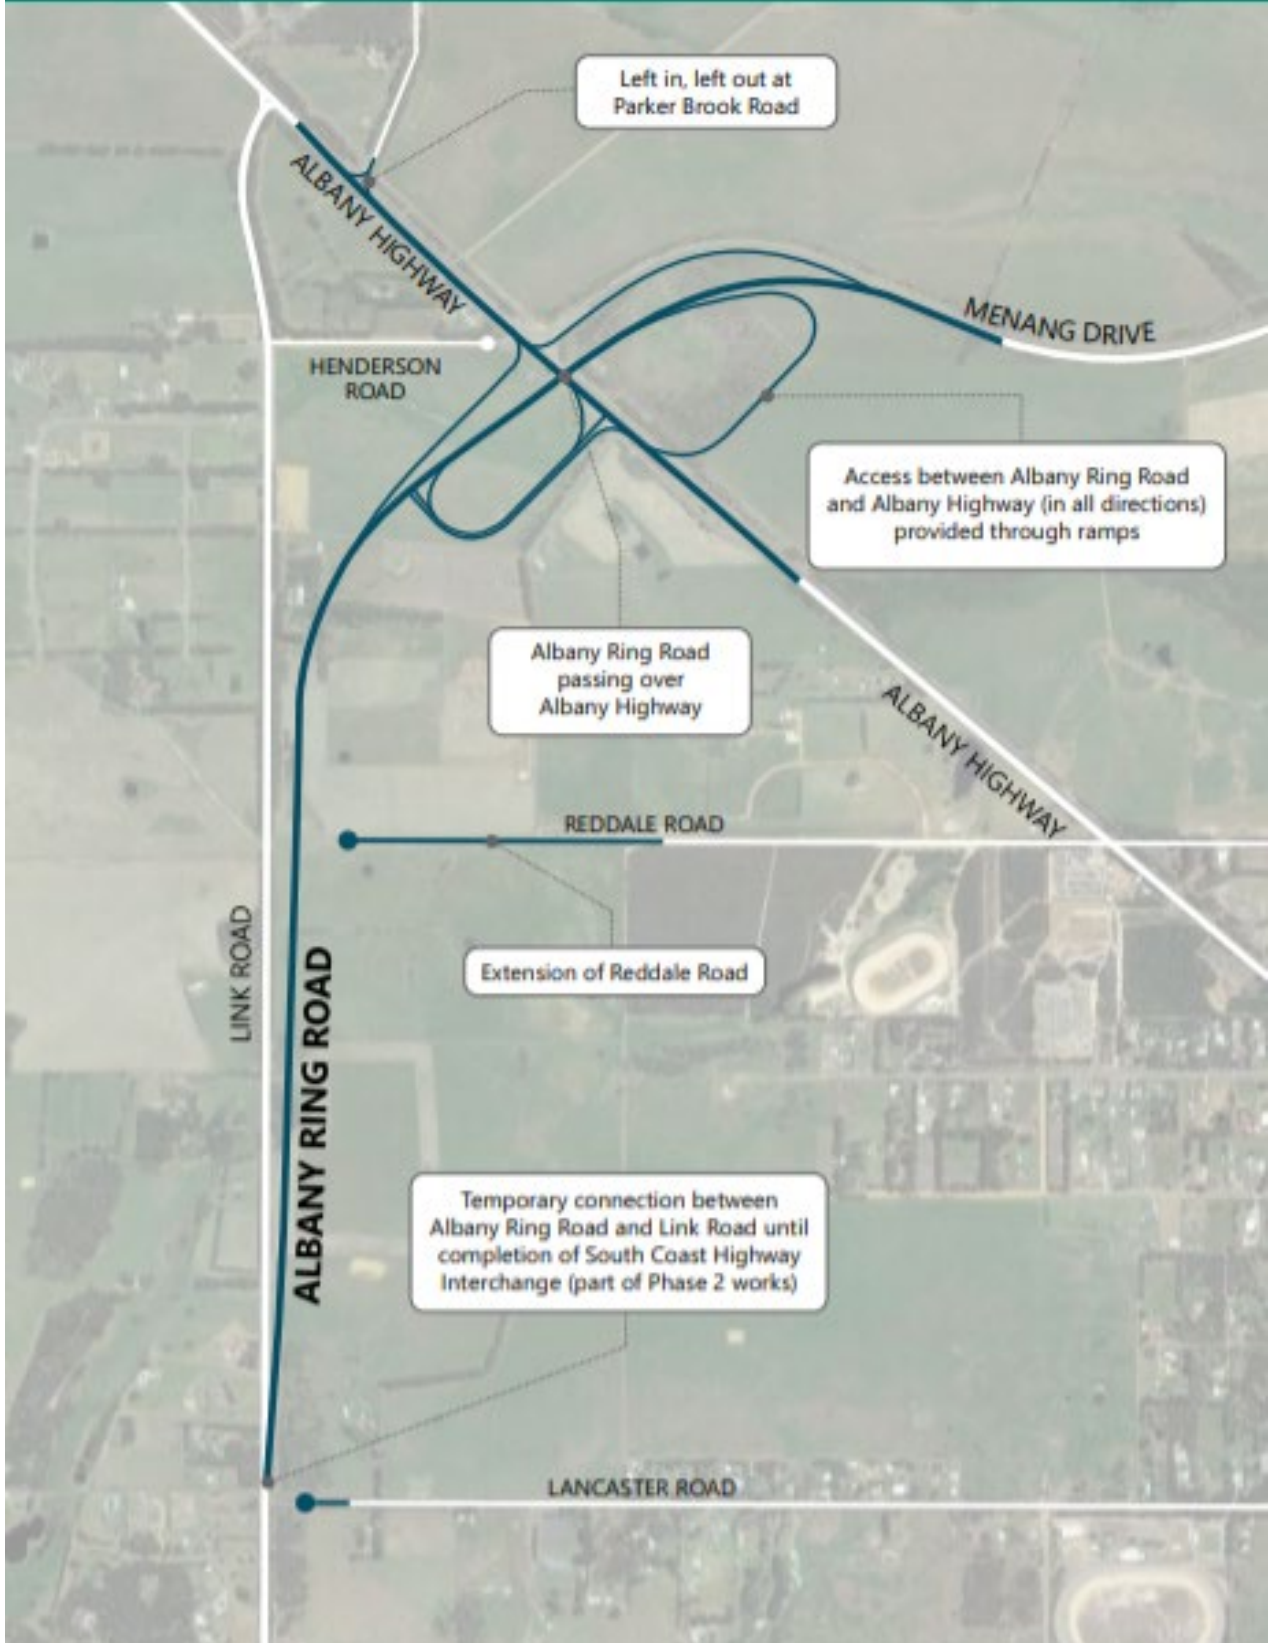 Left in, left out at
Parker Brook Road
ALBANY HIGHWAY
MENANG DRIVE
HENDERSON
ROAD
Access between Albany Ring Road
and Albany Highway (in all directions)
provided through ramps
Albany Ring Road
passing over
Albany Highway
ALBANY HIGHWAY
REDDALE ROAD
LINK ROAD
Extension of Reddale Road
ALBANY RING ROAD
Temporary connection between
Albany Ring Road and Link Road until
completion of South Coast Highway
Interchange (part of Phase 2 works)
LANCASTER ROAD